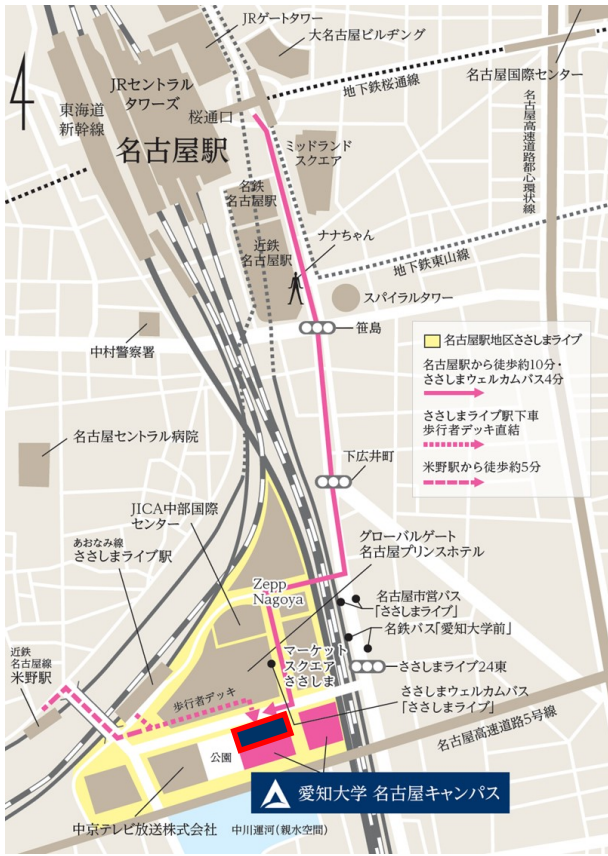 JRゲートタワー
大名古屋ビルヂング
JRセントラル
タワーズ
名古屋国際センター
地下鉄桜通線
東海道
新幹線
桜通口
名古屋駅
ミッドランド
スクエア
名古屋高速道路都心環状線
名鉄
名古屋駅
近鉄
名古屋駅
ナナちゃん
地下鉄東山線
スパイラルタワー
笹島
中村警察署
名古屋駅地区ささしまライブ
名古屋駅から徒歩約10分・
ささしまウェルカムバス4分
ささしまライブ駅下車
歩行者デッキ直結
米野駅から徒歩約5分
名古屋セントラル病院
下広井町
JICA中部国際
センター
グローバルゲート
名古屋プリンスホテル
あおなみ線
ささしまライブ駅
Zepp
Nagoya
名古屋市営バス
「ささしまライブ」
名鉄バス「愛知大学前」
マーケット
スクエア
ささしま
ささしまライブ24東
近鉄
名古屋線
米野駅
歩行者デッキ
ささしまウェルカムバス
「ささしまライブ」
名古屋高速道路5号線
公園
愛知大学 名古屋キャンパス
中京テレビ放送株式会社
中川運河(親水空間)